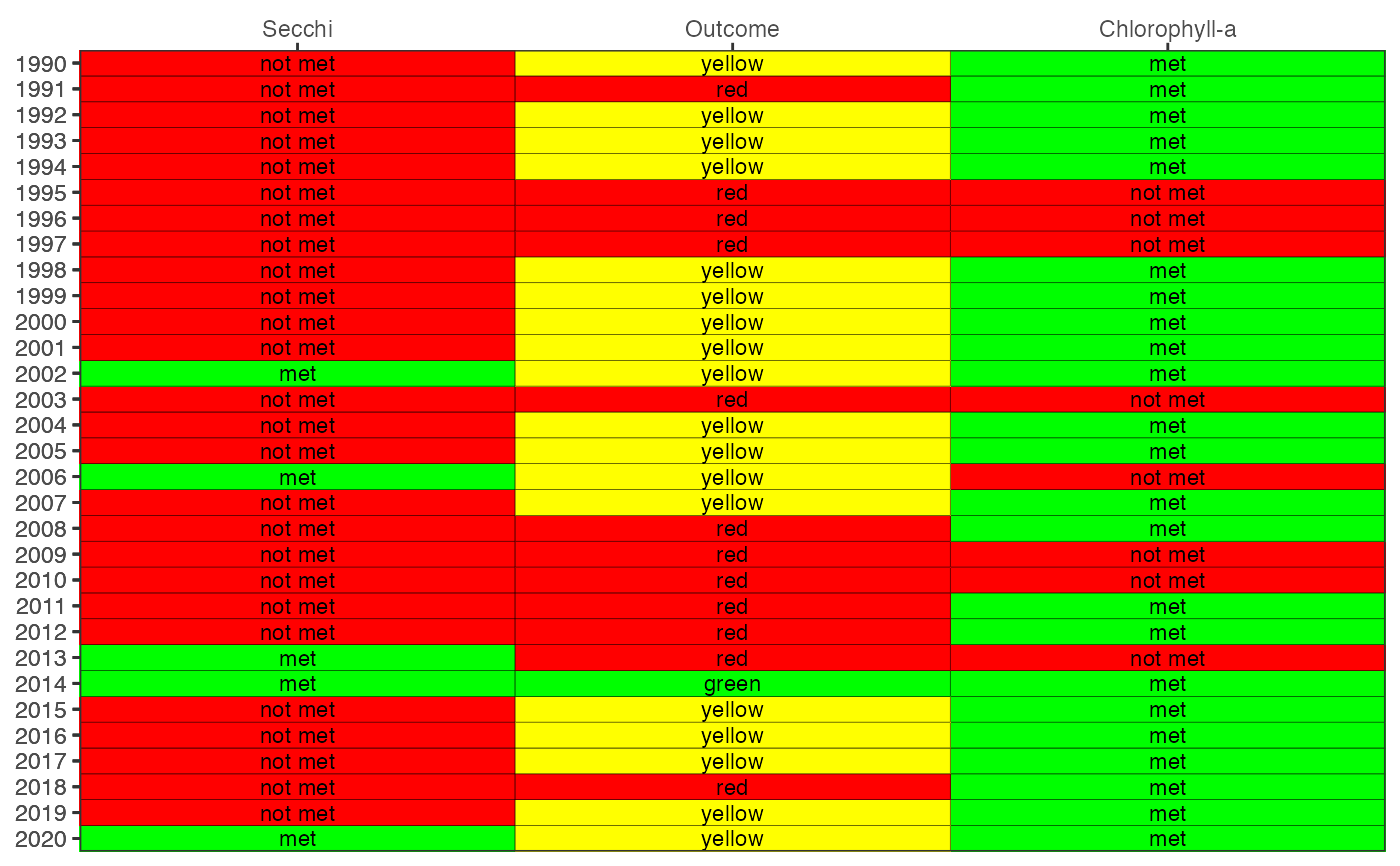 Secchi Outcome Chlorophyll-a
1990 not met yellow met
1991 not met red met
1992 not met yellow met
1993 not met yellow met
1994 not met yellow met
1995 not met red not met
1996 not met red not met
1997 not met red not met
1998 not met yellow met
1999 not met yellow met
2000 not met yellow met
2001 not met yellow met
2002 met yellow met
2003 not met red not met
2004 not met yellow met
2005 not met yellow met
2006 met yellow not met
2007 not met yellow met
2008 not met red met
2009 not met red not met
2010 not met red not met
2011 not met red met
2012 not met red met
2013 met red not met
2014 met green met
2015 not met yellow met
2016 not met yellow met
2017 not met yellow met
2018 not met red met
2019 not met yellow met
2020 met yellow met